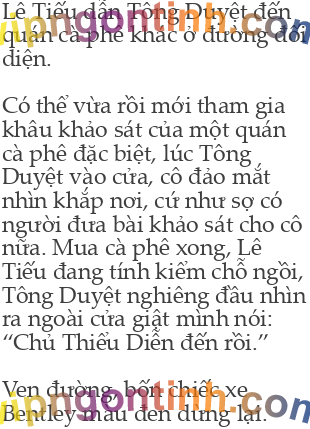 Lê Tiếu dẫn Tông Duyệt đến
quán cà phê khác ở đường đối
diện.
Có thể vừa rồi mới tham gia
khâu khảo sát của một quán
cà phê đặc biệt, lúc Tông
Duyệt vào cửa, cô đảo mắt
nhìn khắp nơi, cứ như sợ có
người đưa bài khảo sát cho cô
nữa. Mua cà phê xong, Lê
Tiếu đang tính kiếm chỗ ngồi,
Tông Duyệt nghiêng đầu nhìn
ra ngoài cửa giật mình nói:
“Chủ Thiểu Diễn đến rồi.”
Ven đường, bốn chiếc xe
Bentley màu đen dừng lại.
vipngontinh.com
vipngontinh.com